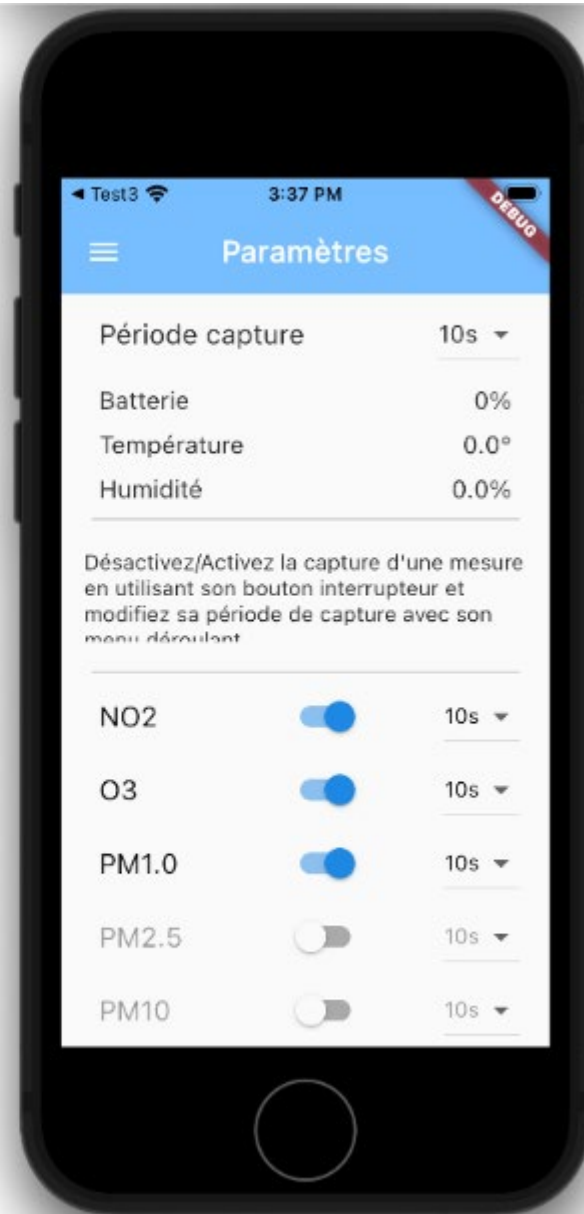 ◄ Test3 3:37 PM
DEBUG
Paramètres
Période capture 10s
Batterie 0%
Température 0.0°
Humidité 0.0%
Désactivez/Activez la capture d'une mesure
en utilisant son bouton interrupteur et
modifiez sa période de capture avec son
menu déroulant
NO2 10s
O3 10s
PM1.0 10s
PM2.5 10s
PM10 10s